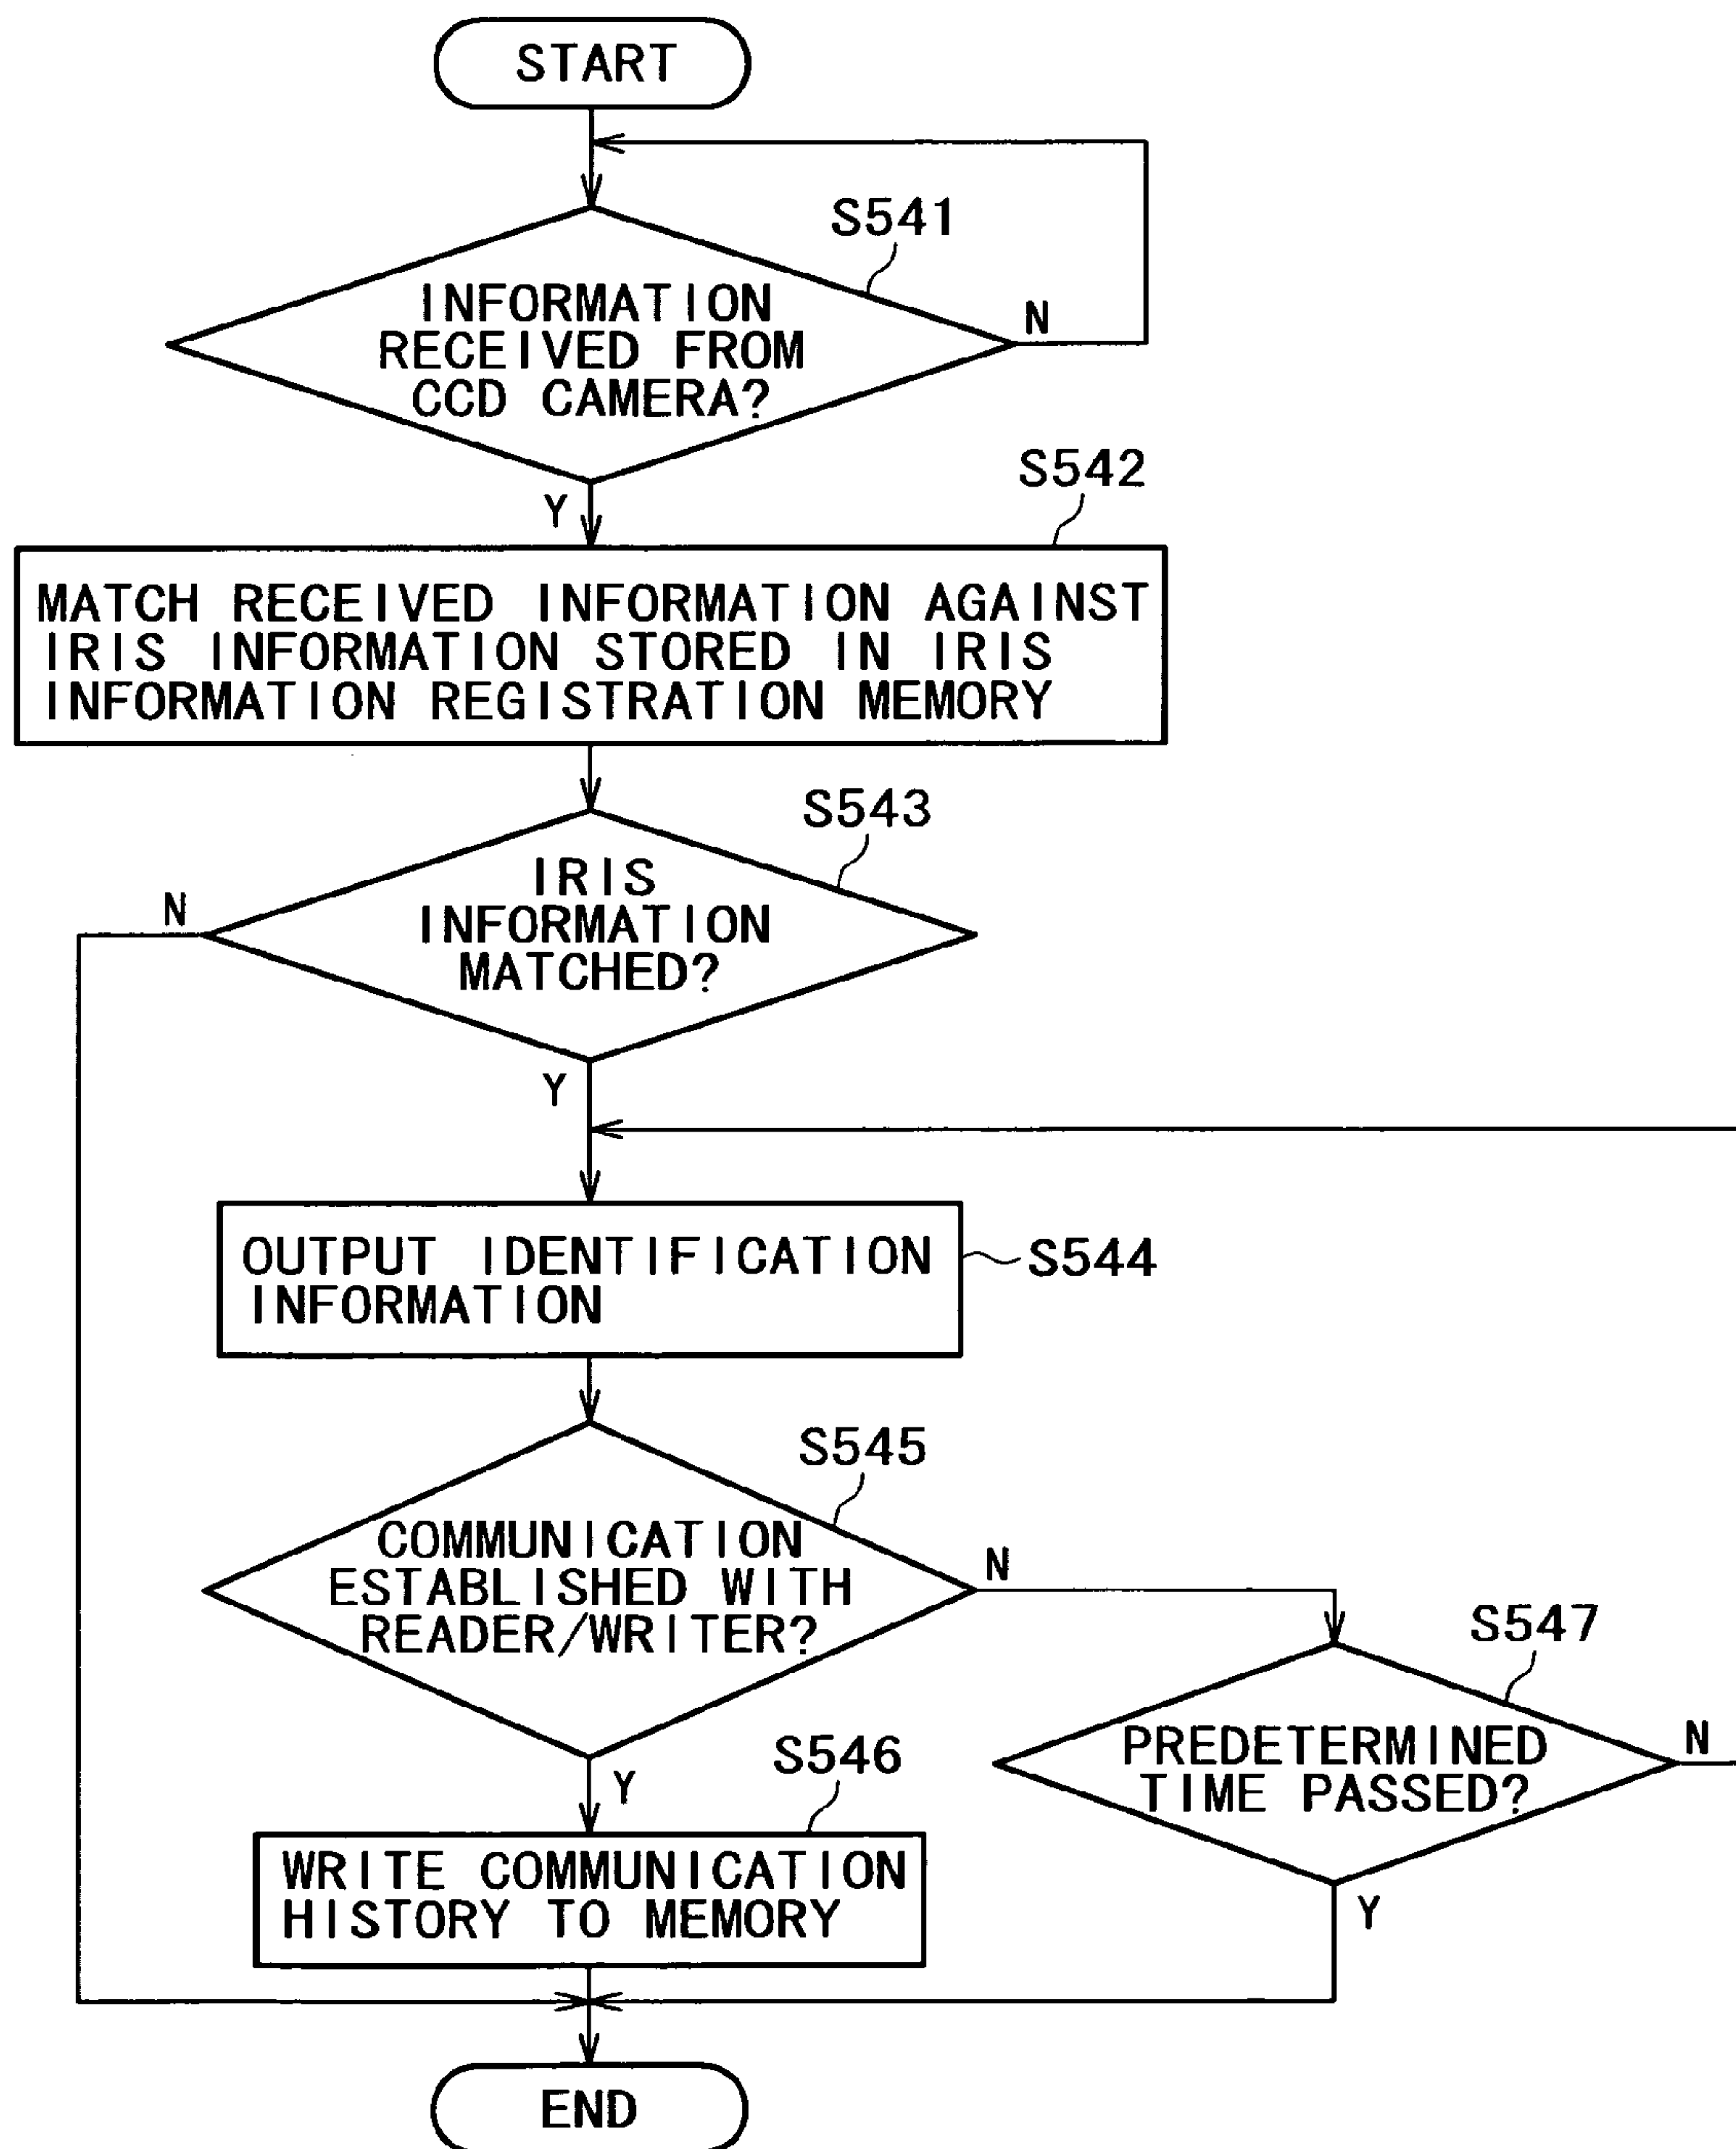 START
S541
INFORMATION
RECEIVED FROM
CCD CAMERA?
N
Y
S542
MATCH RECEIVED INFORMATION AGAINST
IRIS INFORMATION STORED IN IRIS
INFORMATION REGISTRATION MEMORY
S543
IRIS
INFORMATION
MATCHED?
N
Y
OUTPUT IDENTIFICATION
INFORMATION
S544
S545
COMMUNICATION
ESTABLISHED WITH
READER/WRITER?
N
Y
S547
PREDETERMINED
TIME PASSED?
N
Y
S546
WRITE COMMUNICATION
HISTORY TO MEMORY
END